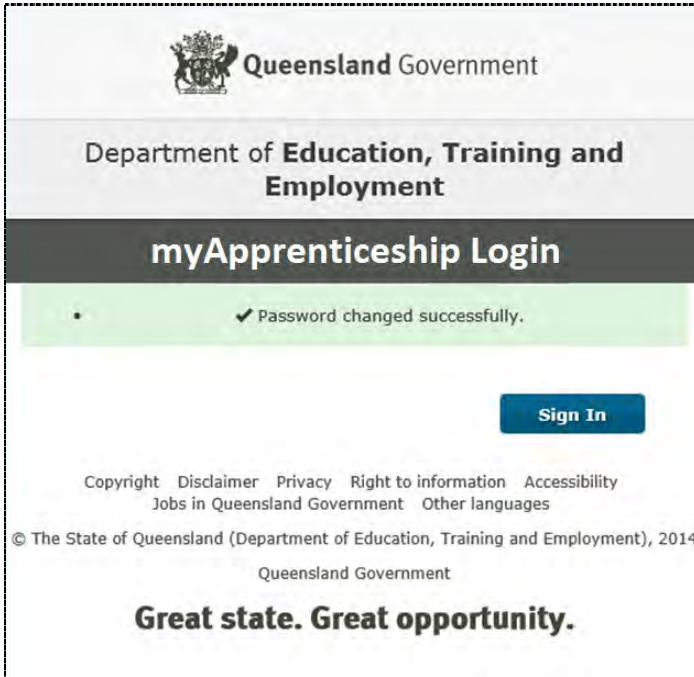 Queensland Government
Department of Education, Training and
Employment
myApprenticeship Login
• ✔ Password changed successfully.
Sign In
Copyright Disclaimer Privacy Right to information Accessibility
Jobs in Queensland Government Other languages
© The State of Queensland (Department of Education, Training and Employment), 2014
Queensland Government
Great state. Great opportunity.